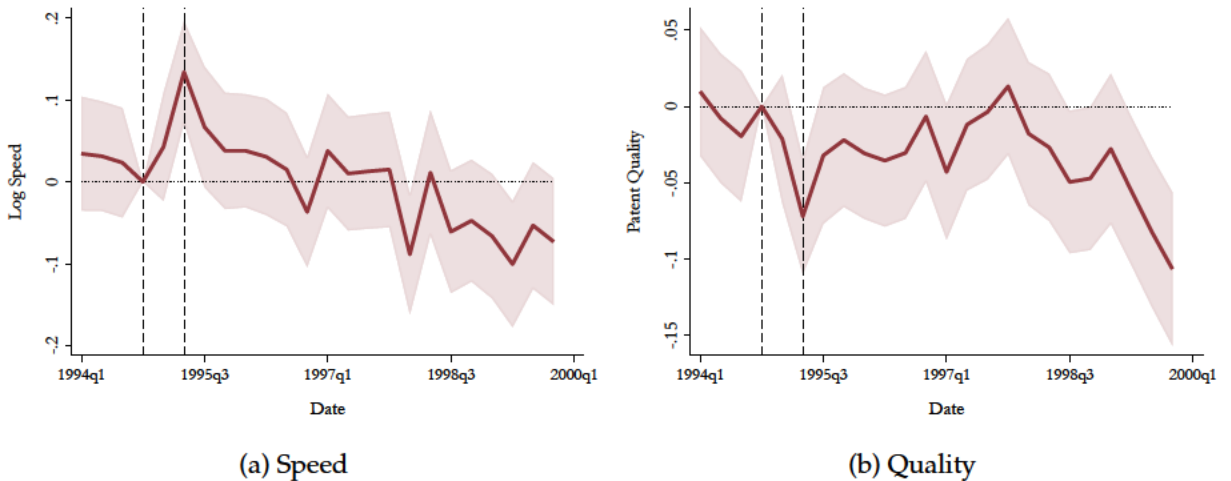 .2
.1
0
-.1
-.2
Log Speed
1994q1 1995q3 1997q1 1998q3 2000q1
Date
(a) Speed
.05
0
-.05
-.1
-.15
Patent Quality
1994q1 1995q3 1997q1 1998q3 2000q1
Date
(b) Quality